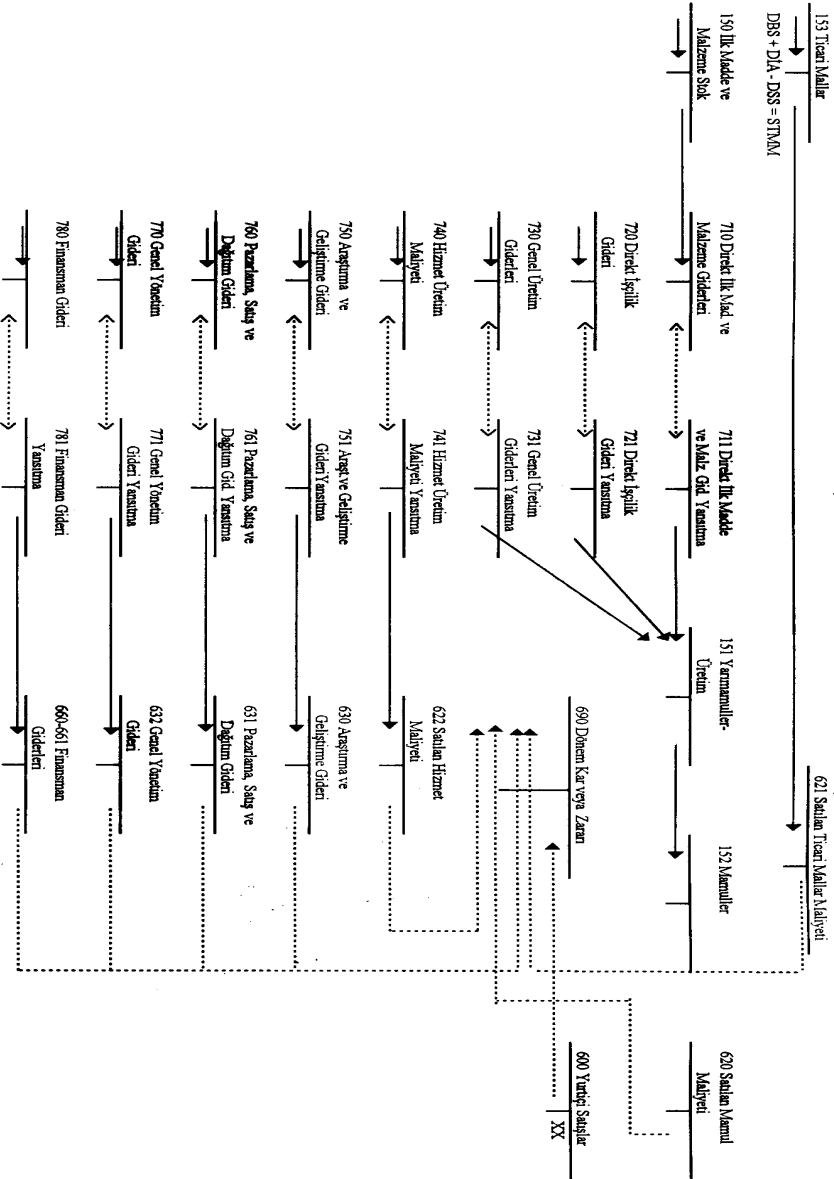 153 Ticari Mallar
DBS + DİA - DSS = STMM
621 Satılan Ticari Mallar Maliyeti
150 İlk Madde ve
Malzeme Stok
710 Direkt İlk Mad. ve
Malzeme Giderleri
711 Direkt İlk Madde
ve Malz. Gid. Yansıtma
151 Yarımamuller-
Üretim
152 Mamuller
620 Satılan Mamul
Maliyeti
720 Direkt İşçilik
Gideri
721 Direkt İşçilik
Gideri Yansıtma
690 Dönem Kar veya Zararı
600 Yurtiçi Satışlar
XX
730 Genel Üretim
Giderleri
731 Genel Üretim
Giderleri Yansıtma
740 Hizmet Üretim
Maliyeti
741 Hizmet Üretim
Maliyeti Yansıtma
622 Satılan Hizmet
Maliyeti
750 Araştırma ve
Geliştirme Gideri
751 Araşt.ve Geliştirme
GideriYansıtma
630 Araştırma ve
Geliştirme Gideri
760 Pazarlama, Satış ve
Dağıtım Gideri
761 Pazarlama, Satış ve
Dağıtım Gid. Yansıtma
631 Pazarlama, Satış ve
Dağıtım Gideri
770 Genel Yönetim
Gideri
771 Genel Yönetim
Gideri Yansıtma
632 Genel Yönetim
Gideri
780 Finansman Gideri
781 Finansman Gideri
Yansıtma
660-661 Finansman
Giderleri